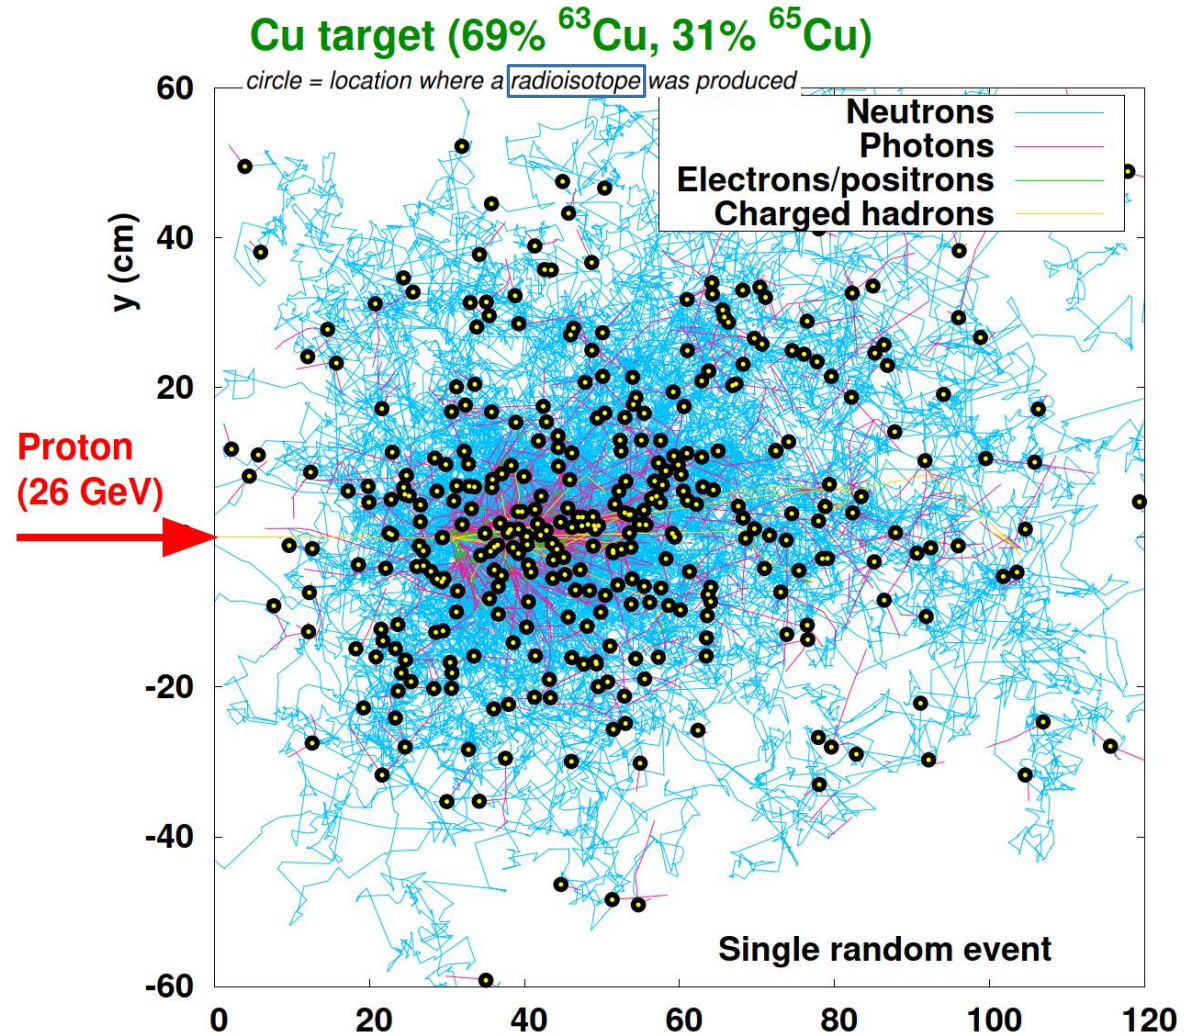 Cu target (69% ⁶³Cu, 31% ⁶⁵Cu)
circle = location where a radioisotope was produced
Neutrons
Photons
Electrons/positrons
Charged hadrons
60
40
20
-20
-40
-60
y (cm)
Proton
(26 GeV)
Single random event
0 20 40 60 80 100 120